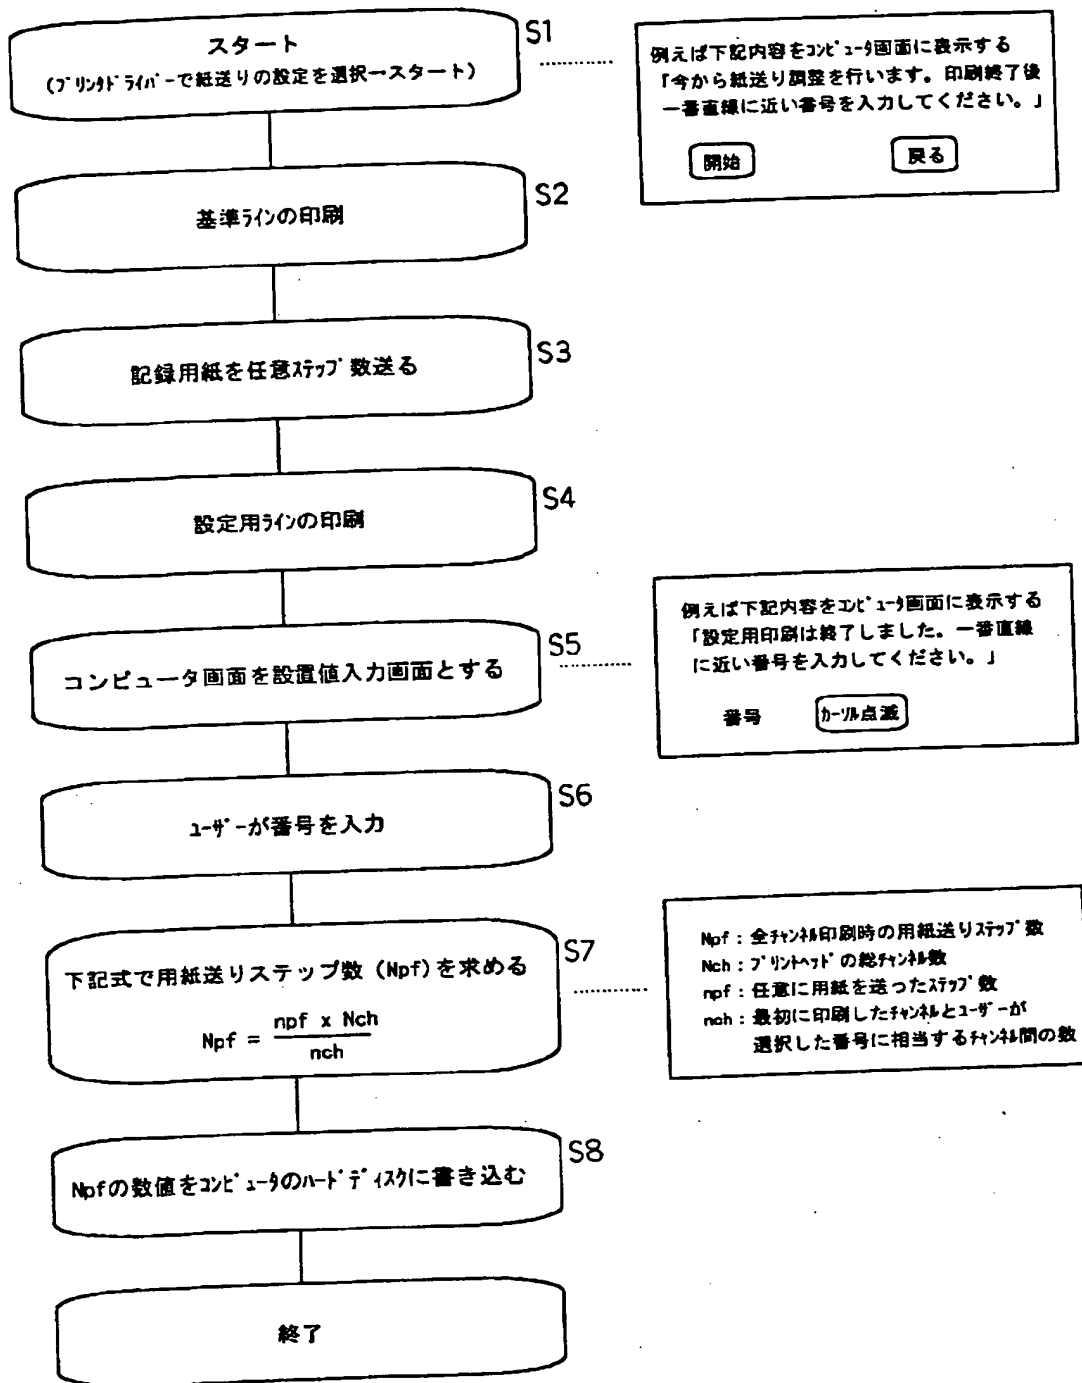 スタート
(プリンタドライバーで紙送りの設定を選択→スタート)
S1
例えば下記内容をコンピュータ画面に表示する
「今から紙送り調整を行います。印刷終了後
一番直線に近い番号を入力してください。」
開始
戻る
基準ラインの印刷
S2
記録用紙を任意ステップ数送る
S3
設定用ラインの印刷
S4
コンピュータ画面を設置値入力画面とする
S5
例えば下記内容をコンピュータ画面に表示する
「設定用印刷は終了しました。一番直線
に近い番号を入力してください。」
番号
カーソル点滅
ユーザーが番号を入力
S6
下記式で用紙送りステップ数 (Npf) を求める
Npf = npf x Nch / nch
S7
Npf : 全チャンネル印刷時の用紙送りステップ数
Nch : プリントヘッドの総チャンネル数
npf : 任意に用紙を送ったステップ数
nch : 最初に印刷したチャンネルとユーザーが
選択した番号に相当するチャンネル間の数
Npfの数値をコンピュータのハードディスクに書き込む
S8
終了